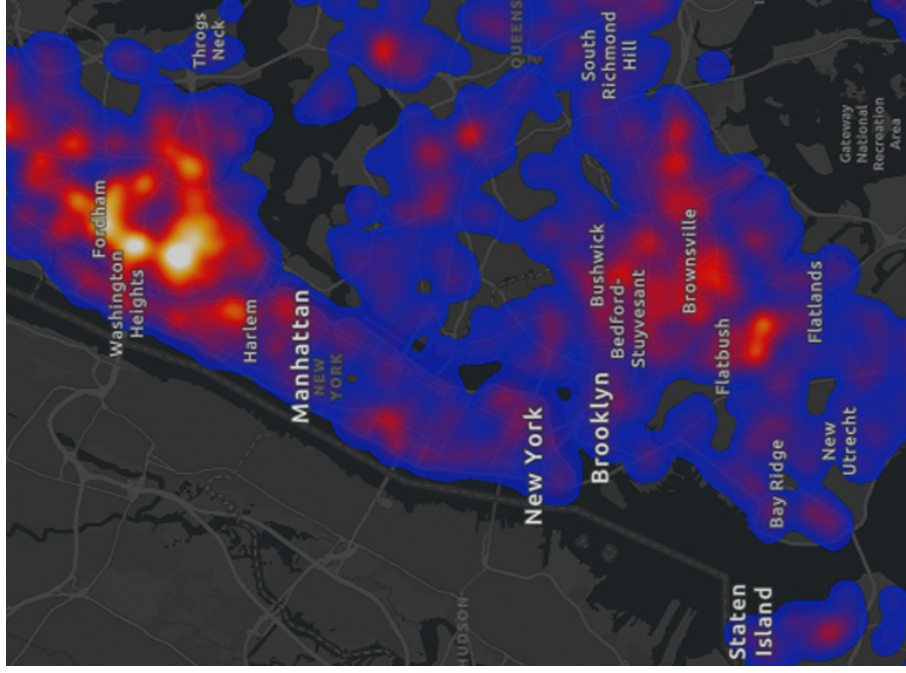 Throgs
Neck
QUEENS
South
Richmond
Hill
Gateway
National
Recreation
Area
Fordham
Washington
Heights
Harlem
Manhattan
NEW
YORK
Bushwick
Bedford-
Stuyvesant
Brownsville
Flatlands
Flatbush
New York
Brooklyn
Bay Ridge
New
Utrecht
HUDSON
Staten
Island